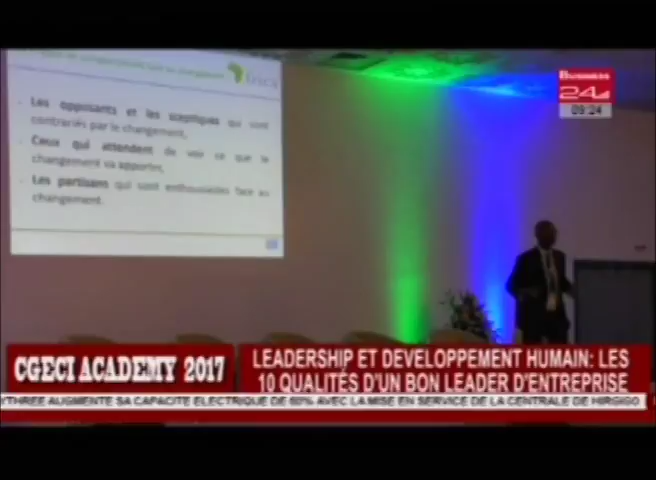 Les opposants et les sceptiques qui sont
contrariés par le changement,
Ceux qui attendent de voir ce que le
changement va apporter,
Les partisans qui sont enthousiastes face au
changement.
BUSINESS
24
09:24
CGECI ACADEMY 2017
LEADERSHIP ET DEVELOPPEMENT HUMAIN: LES
10 QUALITÉS D'UN BON LEADER D'ENTREPRISE
YTHREE AUGMENTE SA CAPACITE ELECTRIQUE DE 60% AVEC LA MISE EN SERVICE DE LA CENTRALE DE HIRGIGO